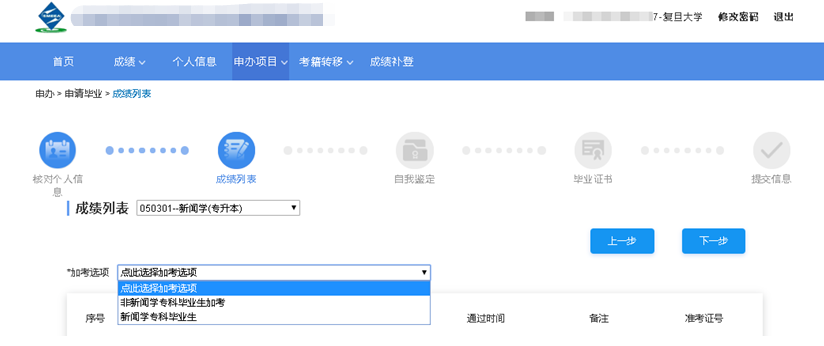 7-复旦大学 修改密码 退出
首页 成绩 个人信息 申办项目 考籍转移 成绩补登
申办 > 申请毕业 > 成绩列表
核对个人信息 成绩列表 自我鉴定 毕业证书 提交信息
成绩列表 050301--新闻学(专升本)
上一步 下一步
*加考选项 点此选择加考选项
点此选择加考选项
非新闻学专科毕业生加考
新闻学专科毕业生
序号 通过时间 备注 准考证号